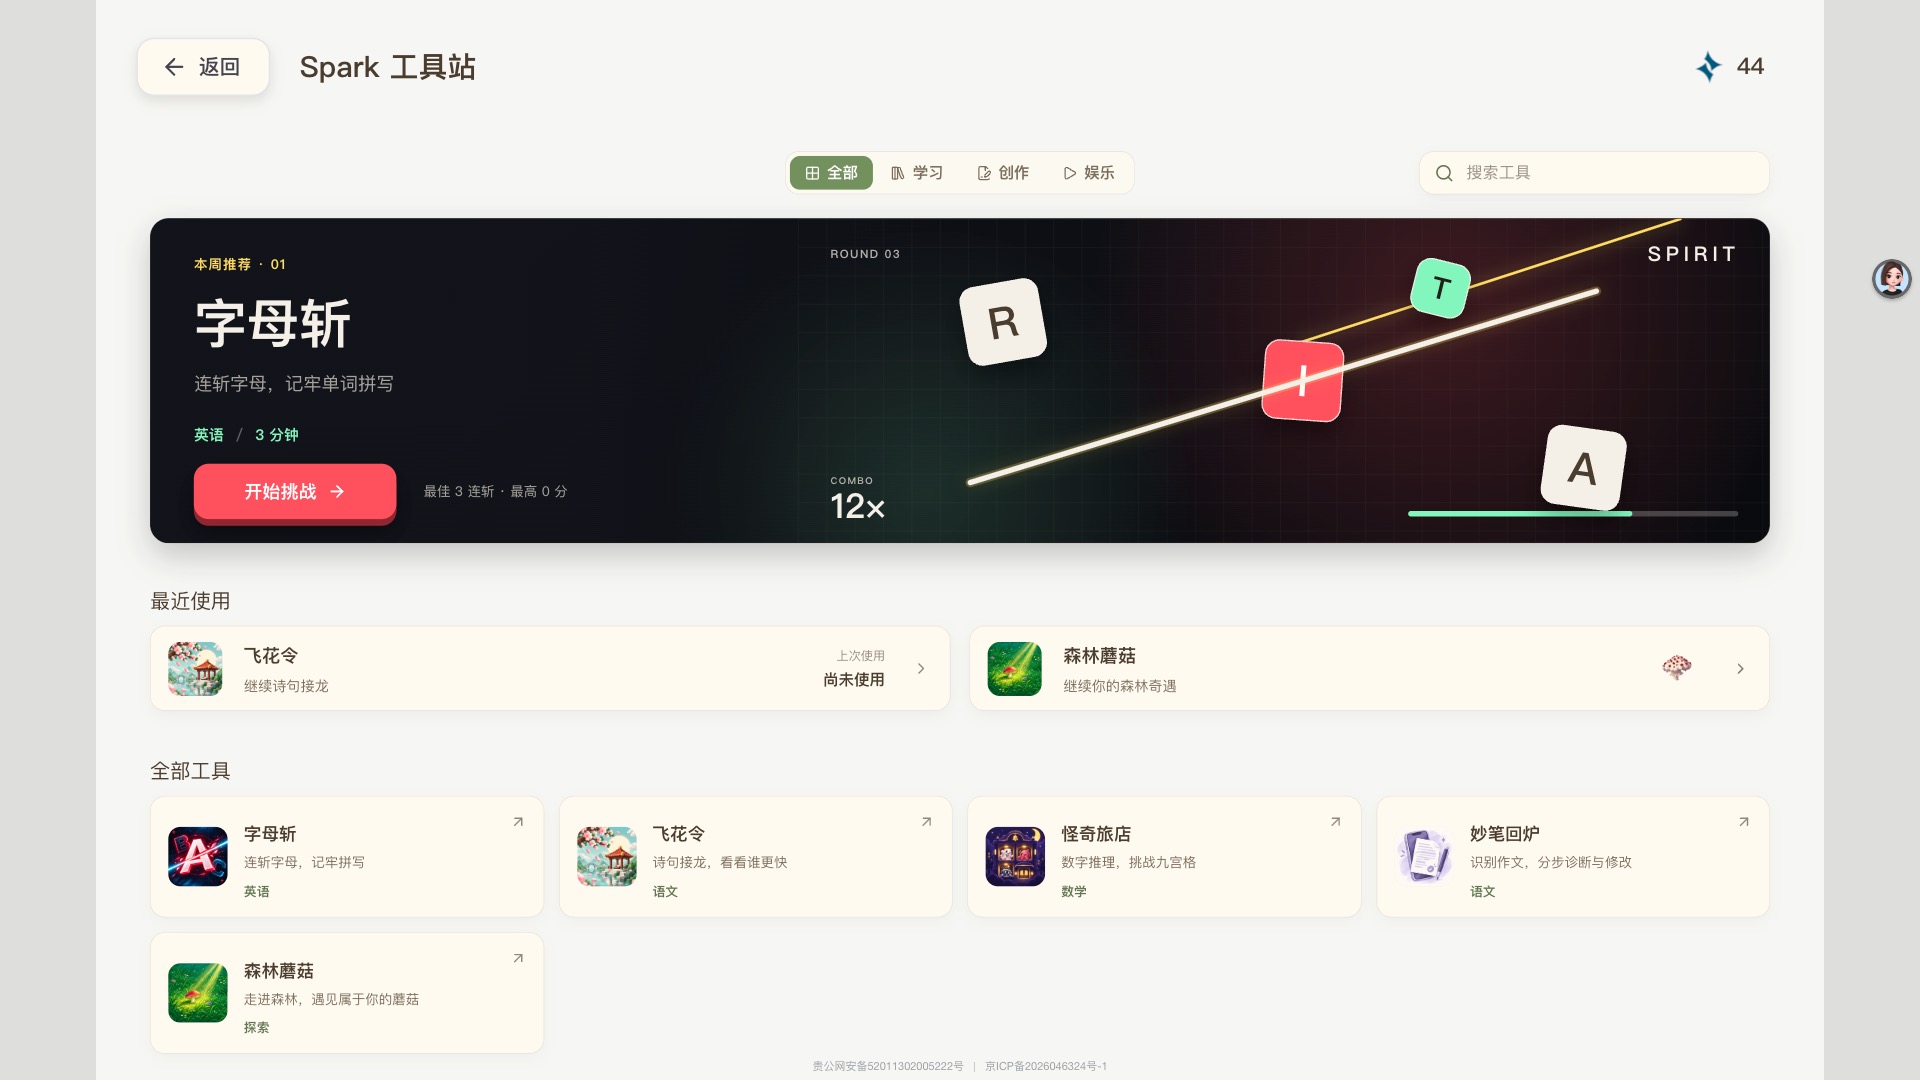 返回
Spark 工具站
44
全部
学习
创作
娱乐
搜索工具
本周推荐 · 01
字母斩
连斩字母，记牢单词拼写
英语 / 3 分钟
开始挑战
最佳 3 连斩 · 最高 0 分
ROUND 03
SPIRIT
R
T
I
A
COMBO
12×
最近使用
飞花令
继续诗句接龙
上次使用
尚未使用
森林蘑菇
继续你的森林奇遇
全部工具
字母斩
连斩字母，记牢拼写
英语
飞花令
诗句接龙，看看谁更快
语文
怪奇旅店
数字推理，挑战九宫格
数学
妙笔回炉
识别作文，分步诊断与修改
语文
森林蘑菇
走进森林，遇见属于你的蘑菇
探索
贵公网安备52011302005222号 | 京ICP备2026046324号-1